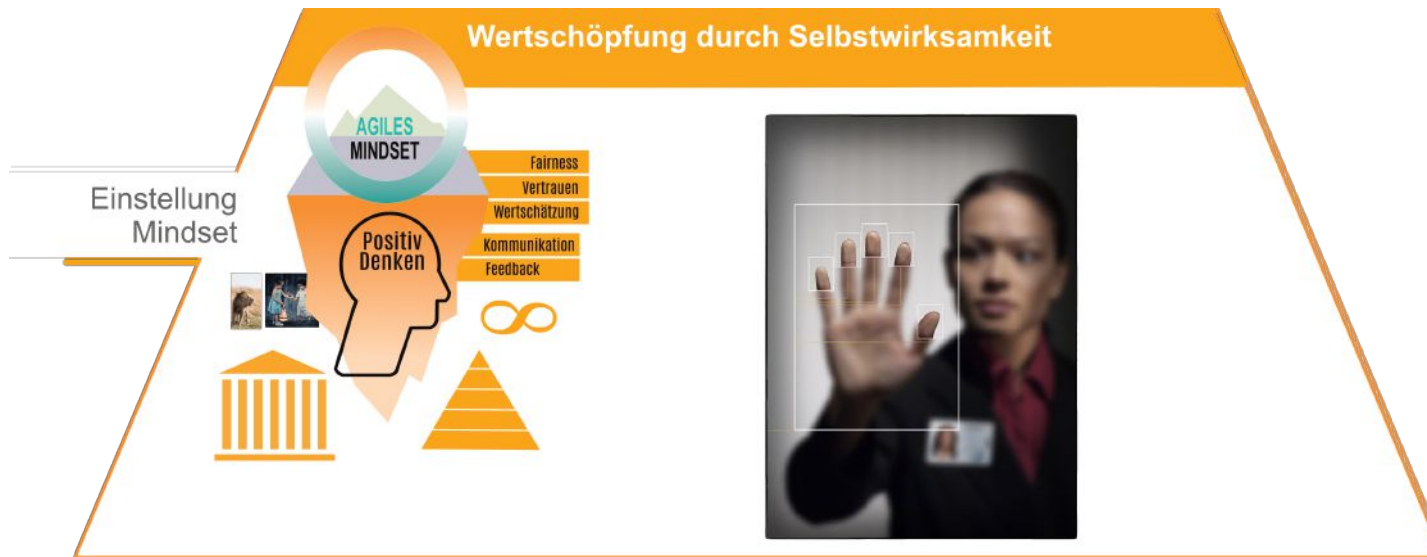 Wertschöpfung durch Selbstwirksamkeit
AGILES
MINDSET
Einstellung
Mindset
Fairness
Vertrauen
Wertschätzung
Kommunikation
Feedback
Positiv
Denken